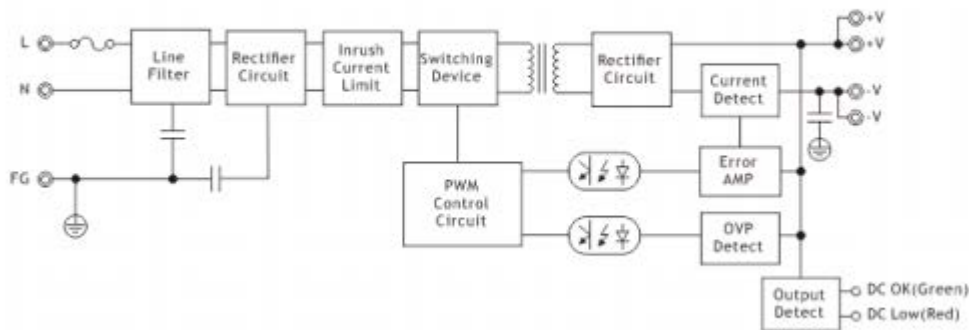 +V
L
+V
Line
Filter
Rectifier
Circuit
Inrush
Current
Limit
Switching
Device
Rectifier
Circuit
N
Current
Detect
-V
-V
FG
PWM
Control
Circuit
Error
AMP
OVP
Detect
Output
Detect
DC OK(Green)
DC Low(Red)